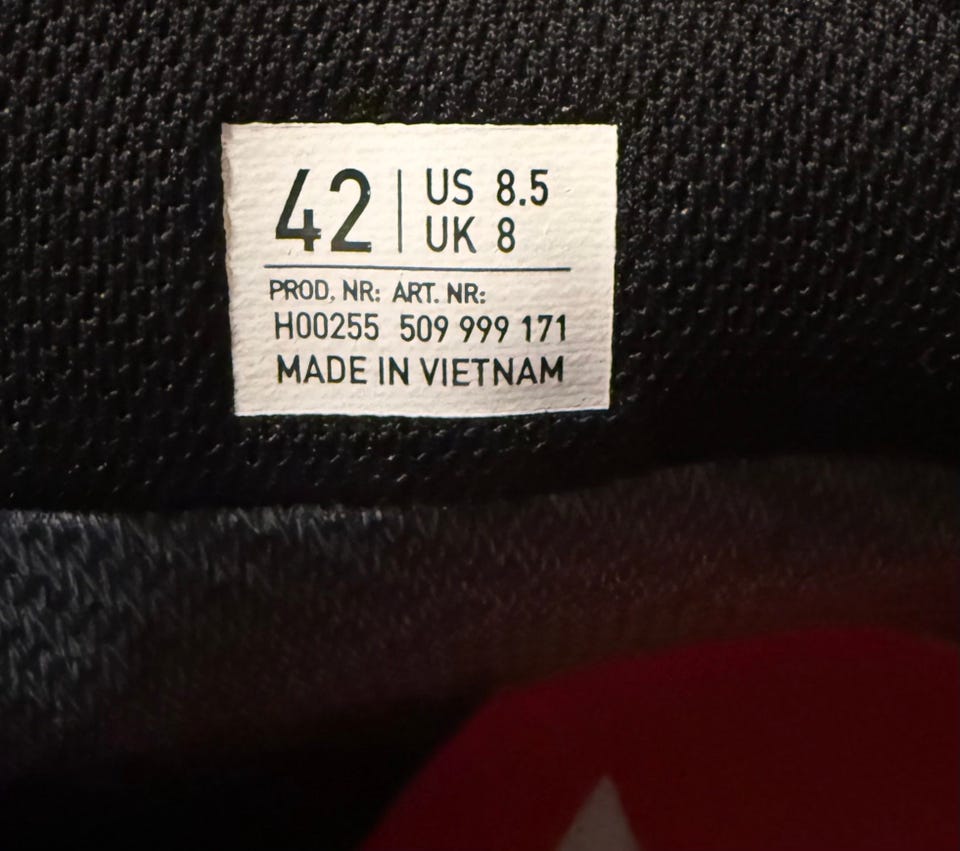 42 | US 8.5
UK 8
PROD. NR: ART. NR:
H00255 509 999 171
MADE IN VIETNAM